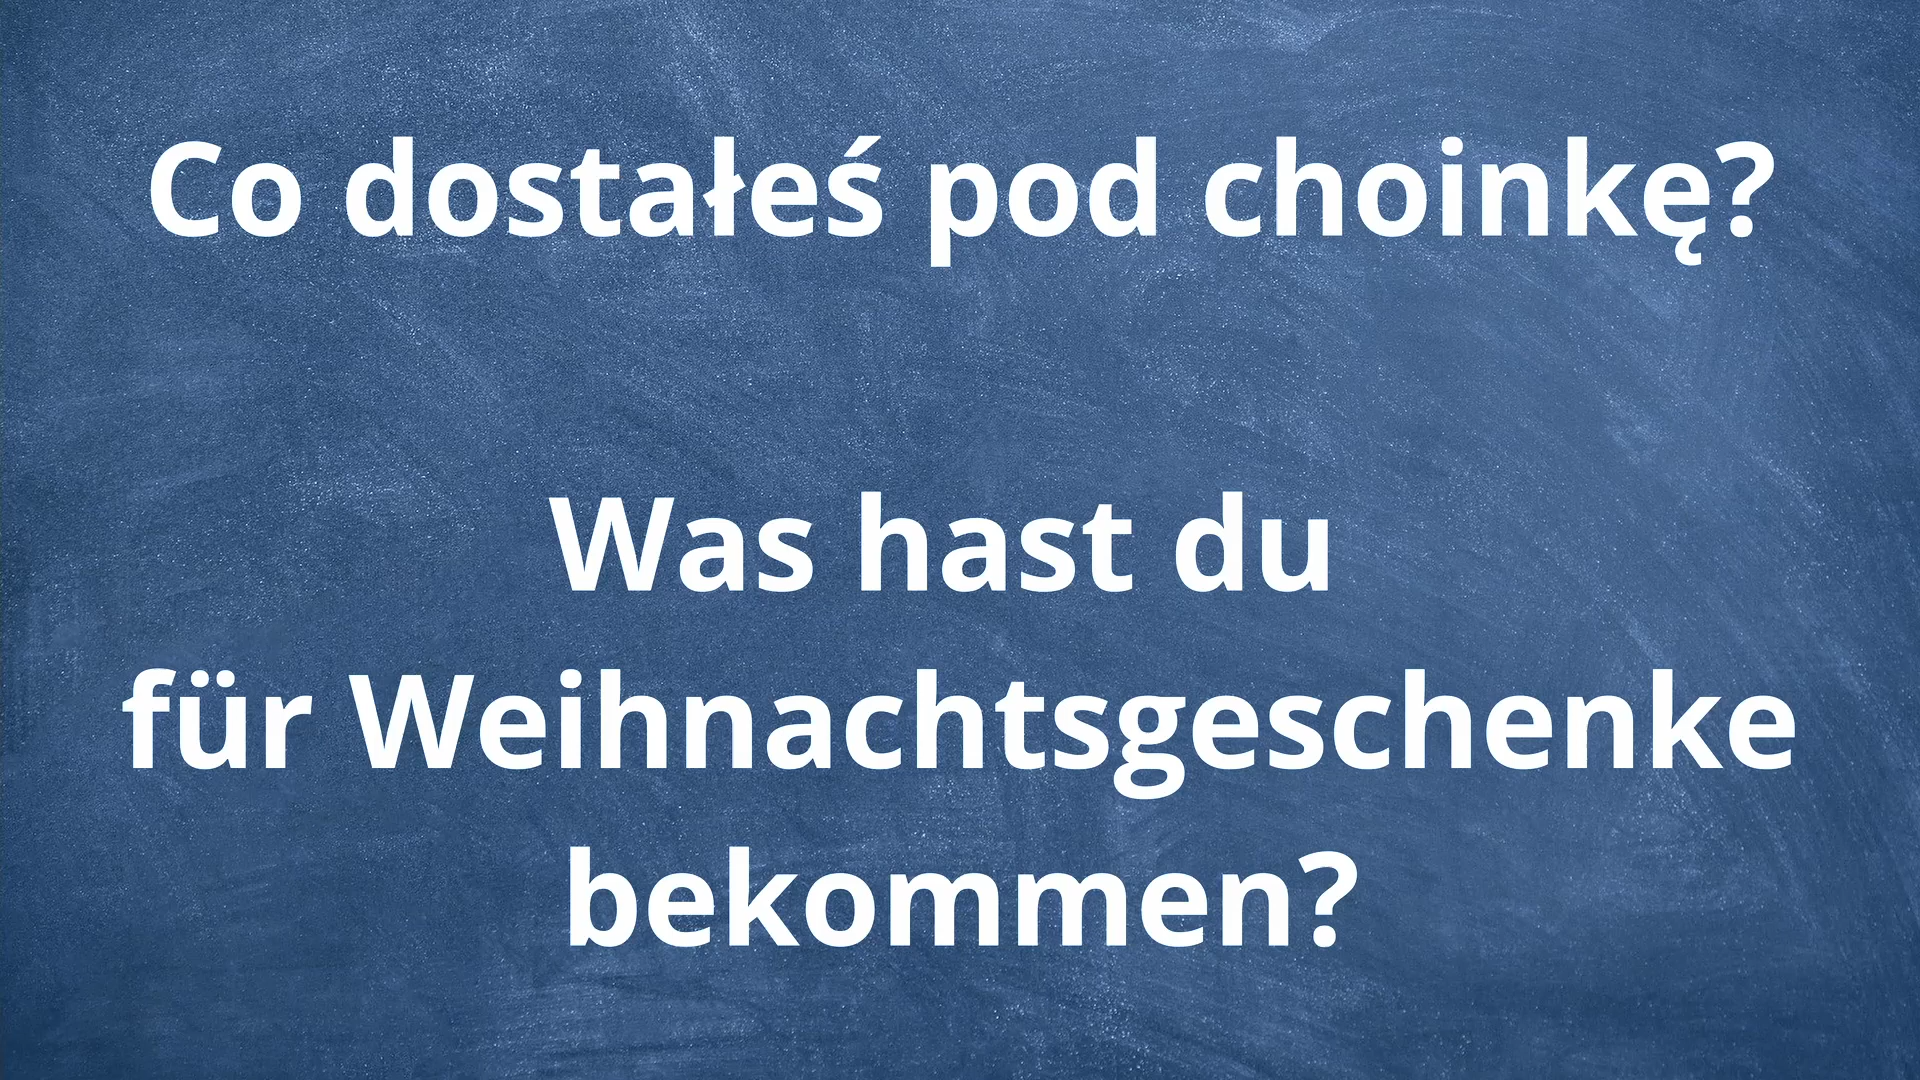 Co dostałeś pod choinkę?
Was hast du
für Weihnachtsgeschenke
bekommen?